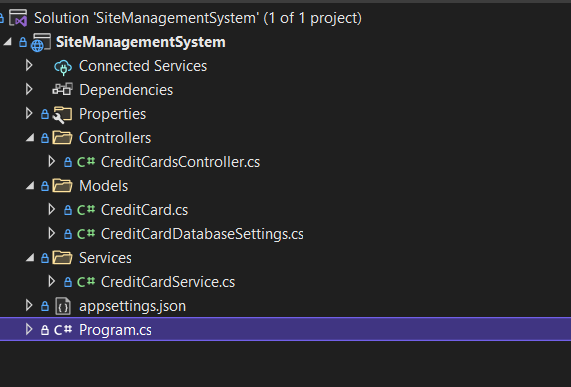 Solution 'SiteManagementSystem' (1 of 1 project)
SiteManagementSystem
Connected Services
Dependencies
Properties
Controllers
C# CreditCardsController.cs
Models
C# CreditCard.cs
C# CreditCardDatabaseSettings.cs
Services
C# CreditCardService.cs
appsettings.json
C# Program.cs